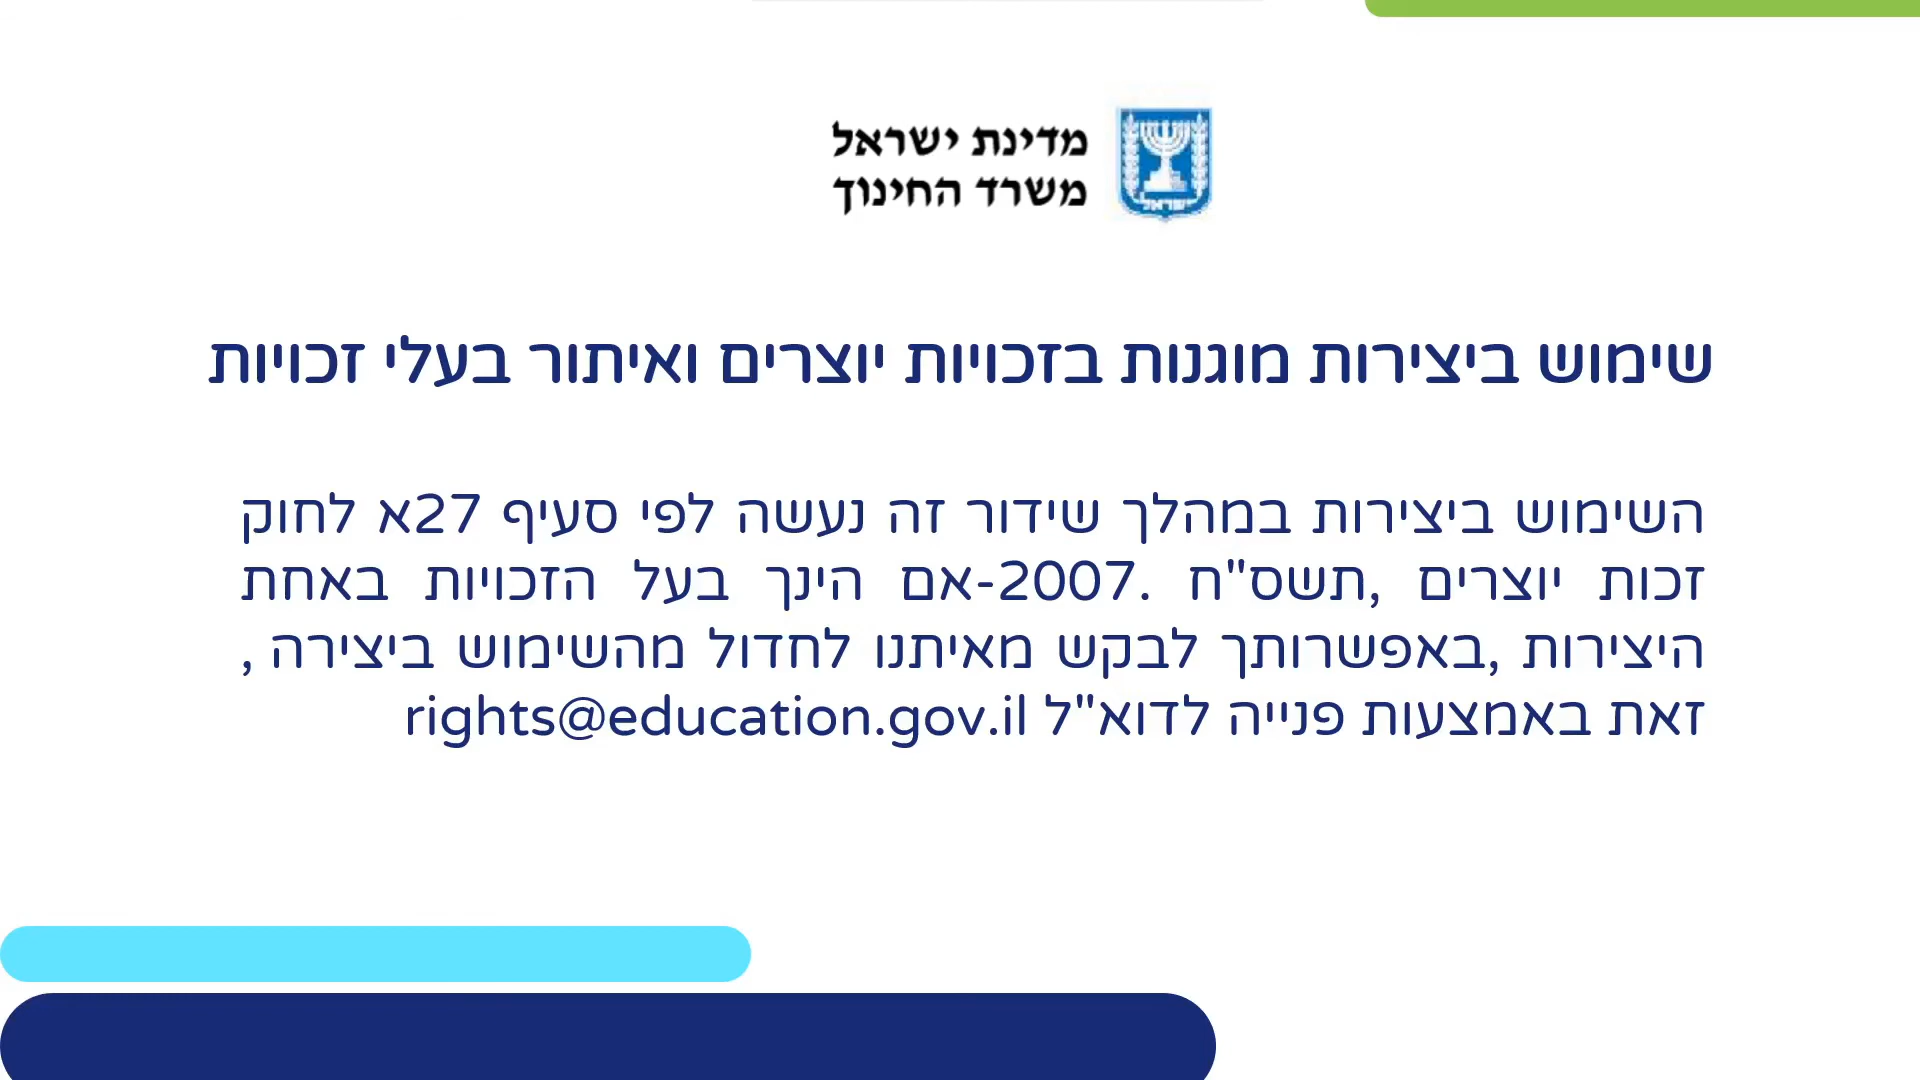 מדינת ישראל
משרד החינוך
ישראל
שימוש ביצירות מוגנות בזכויות יוצרים ואיתור בעלי זכויות
השימוש ביצירות במהלך שידור זה נעשה לפי סעיף 27א לחוק
זכות יוצרים ,תשס"ח .2007-אם הינך בעל הזכויות באחת
היצירות ,באפשרותך לבקש מאיתנו לחדול מהשימוש ביצירה ,
זאת באמצעות פנייה לדוא"ל rights@education.gov.il